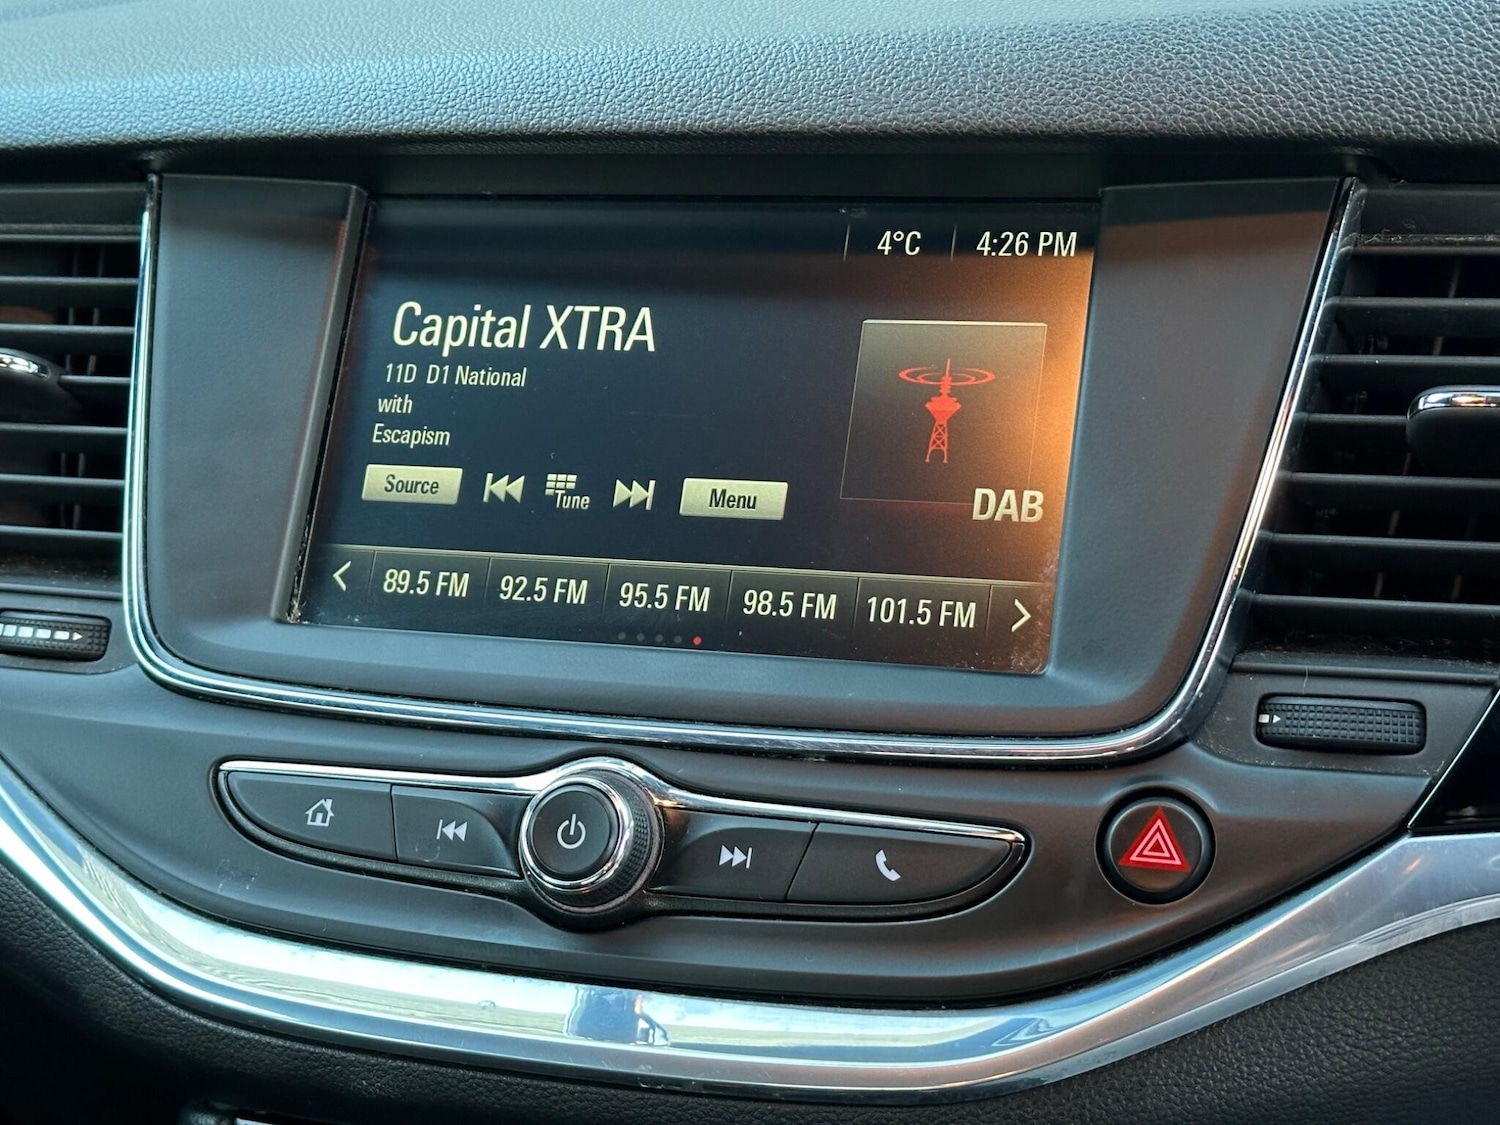 4°C 4:26 PM
Capital XTRA
11D D1 National
with
Escapism
Source Tune Menu
DAB
89.5 FM 92.5 FM 95.5 FM 98.5 FM 101.5 FM